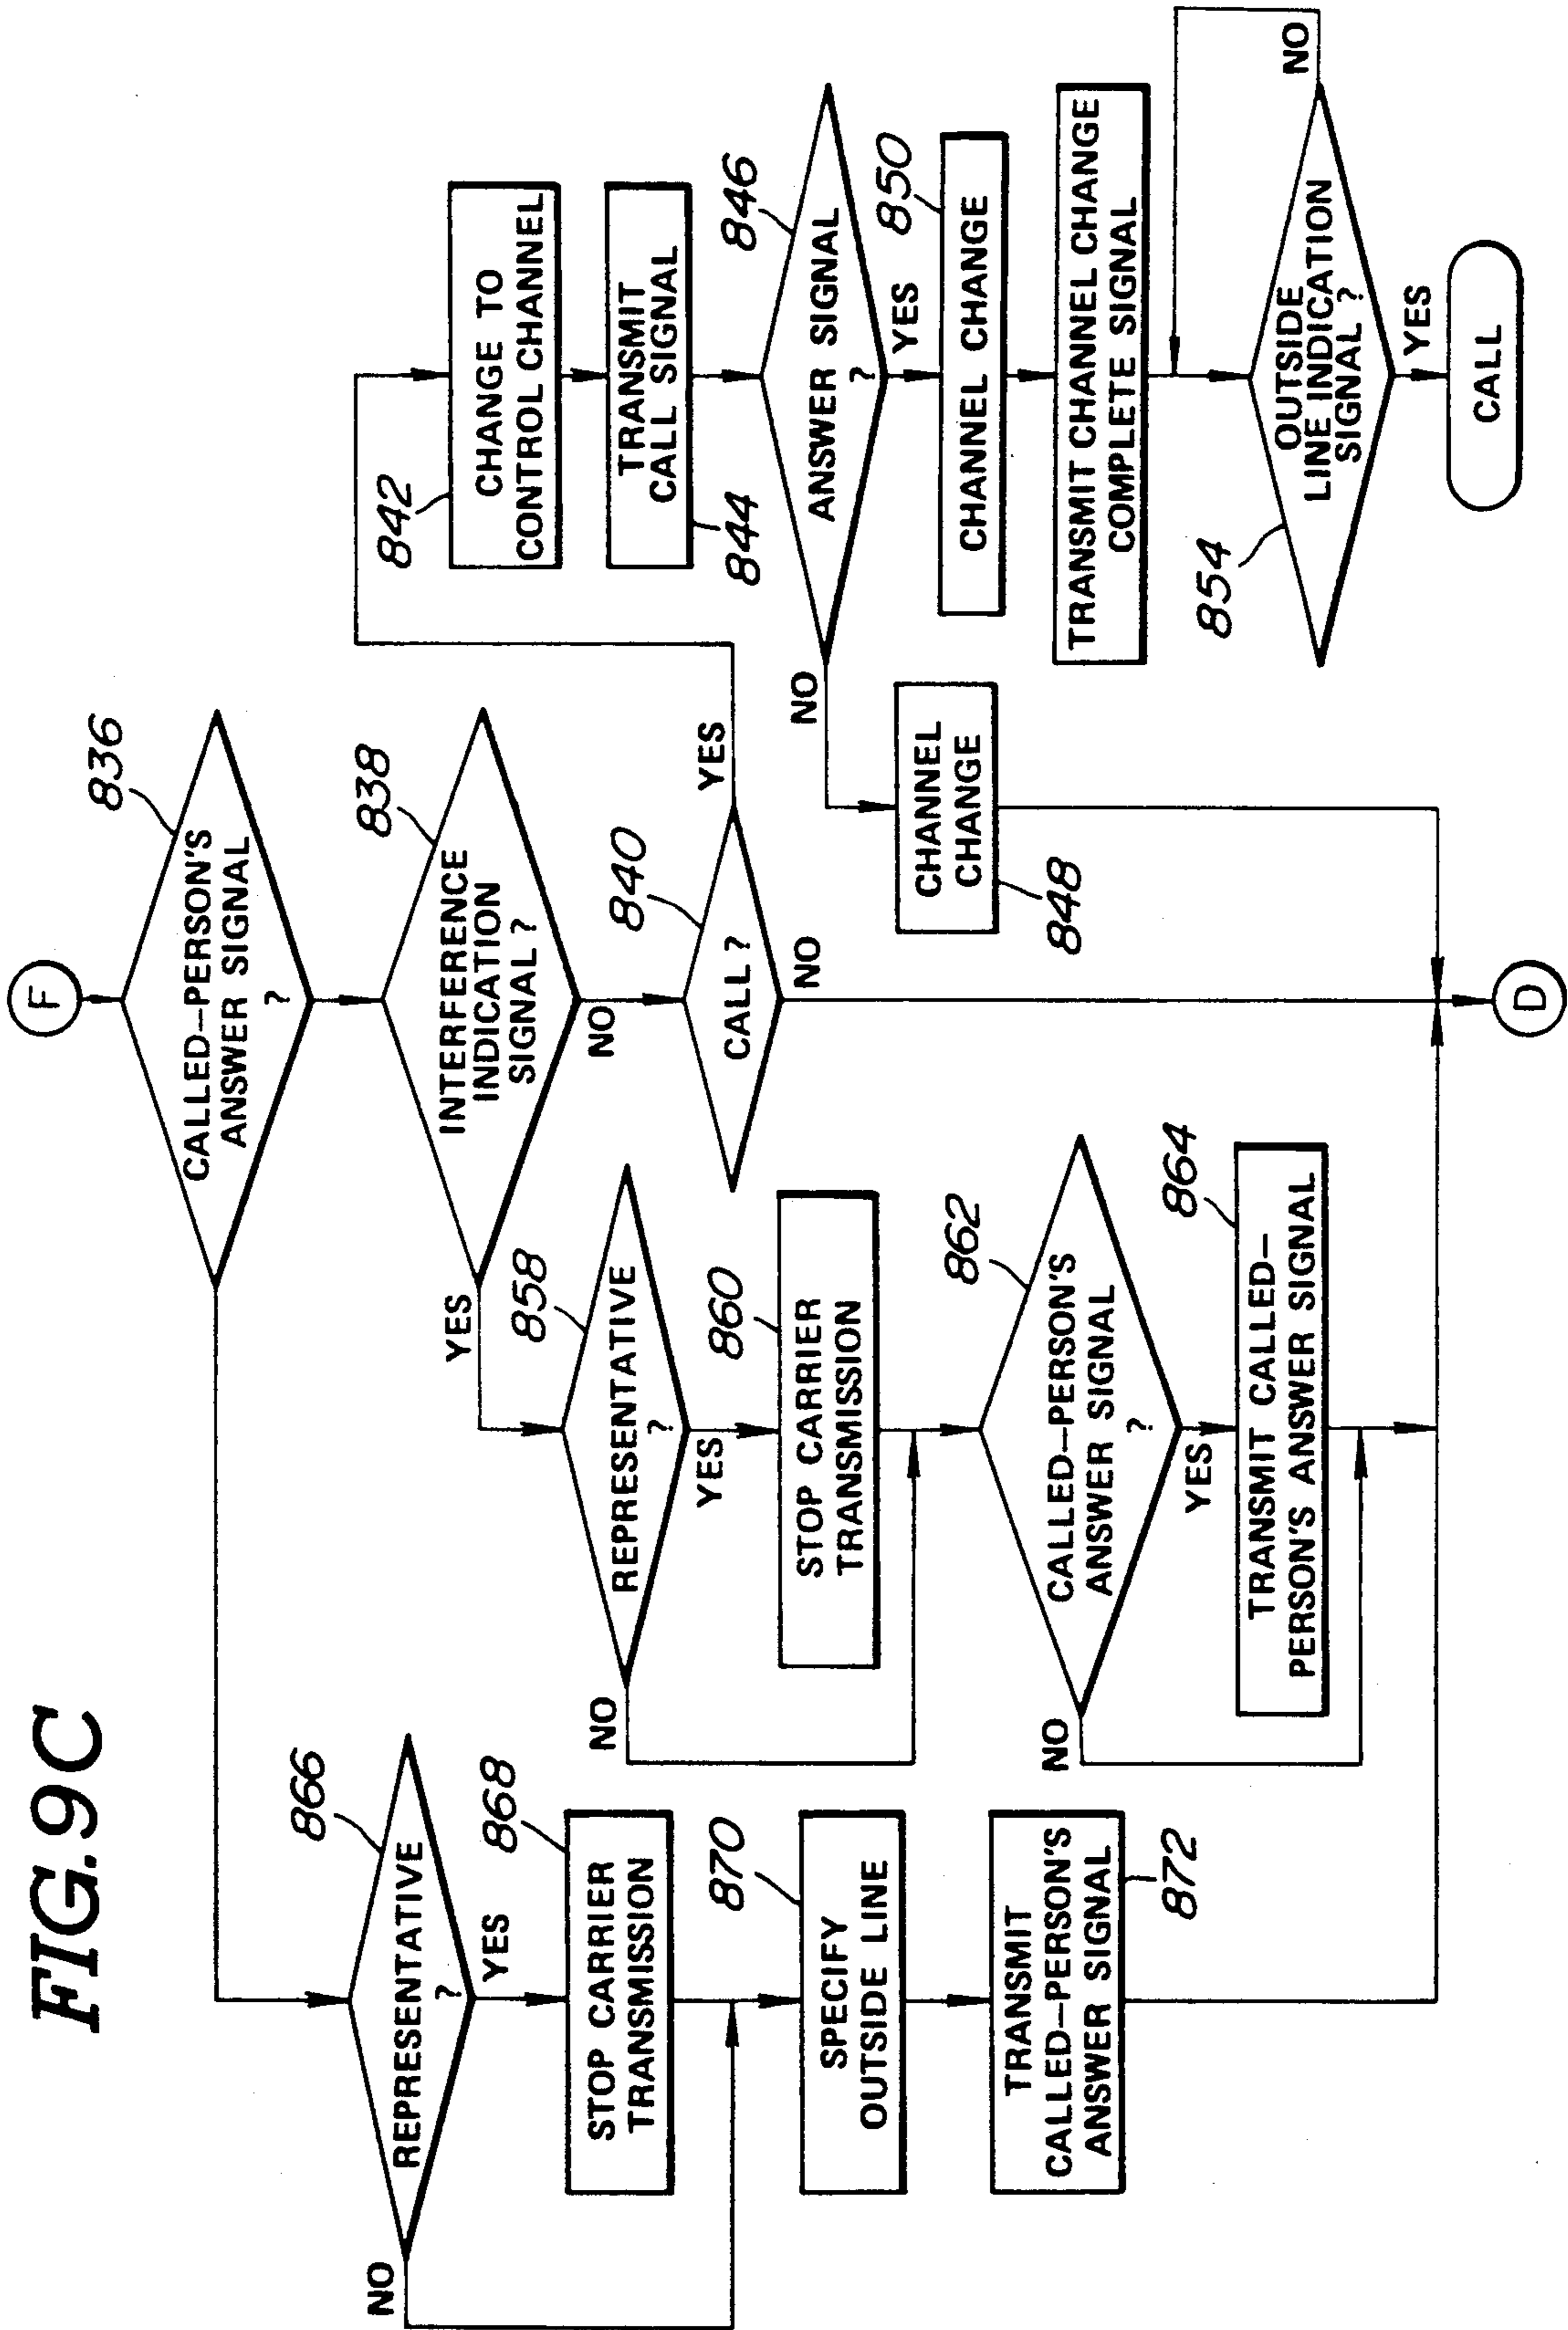 FIG. 9C
F
836
CALLED-PERSON'S
ANSWER SIGNAL
?
838
INTERFERENCE
INDICATION
SIGNAL?
YES
NO
840
CALL?
YES
NO
842
CHANGE TO
CONTROL CHANNEL
TRANSMIT
CALL SIGNAL
844
846
ANSWER SIGNAL
?
NO
YES
CHANNEL
CHANGE
848
850
CHANNEL CHANGE
TRANSMIT CHANNEL CHANGE
COMPLETE SIGNAL
854
OUTSIDE
LINE INDICATION
SIGNAL?
NO
YES
CALL
858
REPRESENTATIVE
?
NO
YES
860
STOP CARRIER
TRANSMISSION
862
CALLED-PERSON'S
ANSWER SIGNAL
?
NO
YES
864
TRANSMIT CALLED-
PERSON'S ANSWER SIGNAL
866
REPRESENTATIVE
?
NO
YES
868
STOP CARRIER
TRANSMISSION
870
SPECIFY
OUTSIDE LINE
TRANSMIT
CALLED-PERSON'S
ANSWER SIGNAL
872
D